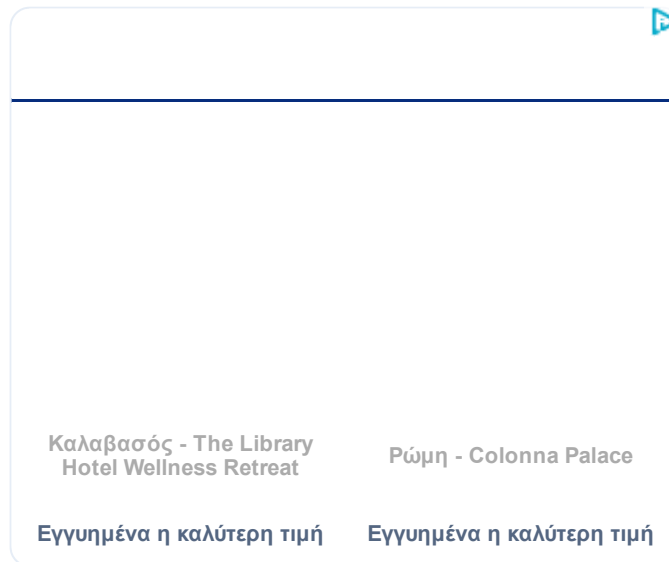 Καλαβασός - The Library
Hotel Wellness Retreat
Ρώμη - Colonna Palace
Εγγυημένα η καλύτερη τιμή
Εγγυημένα η καλύτερη τιμή